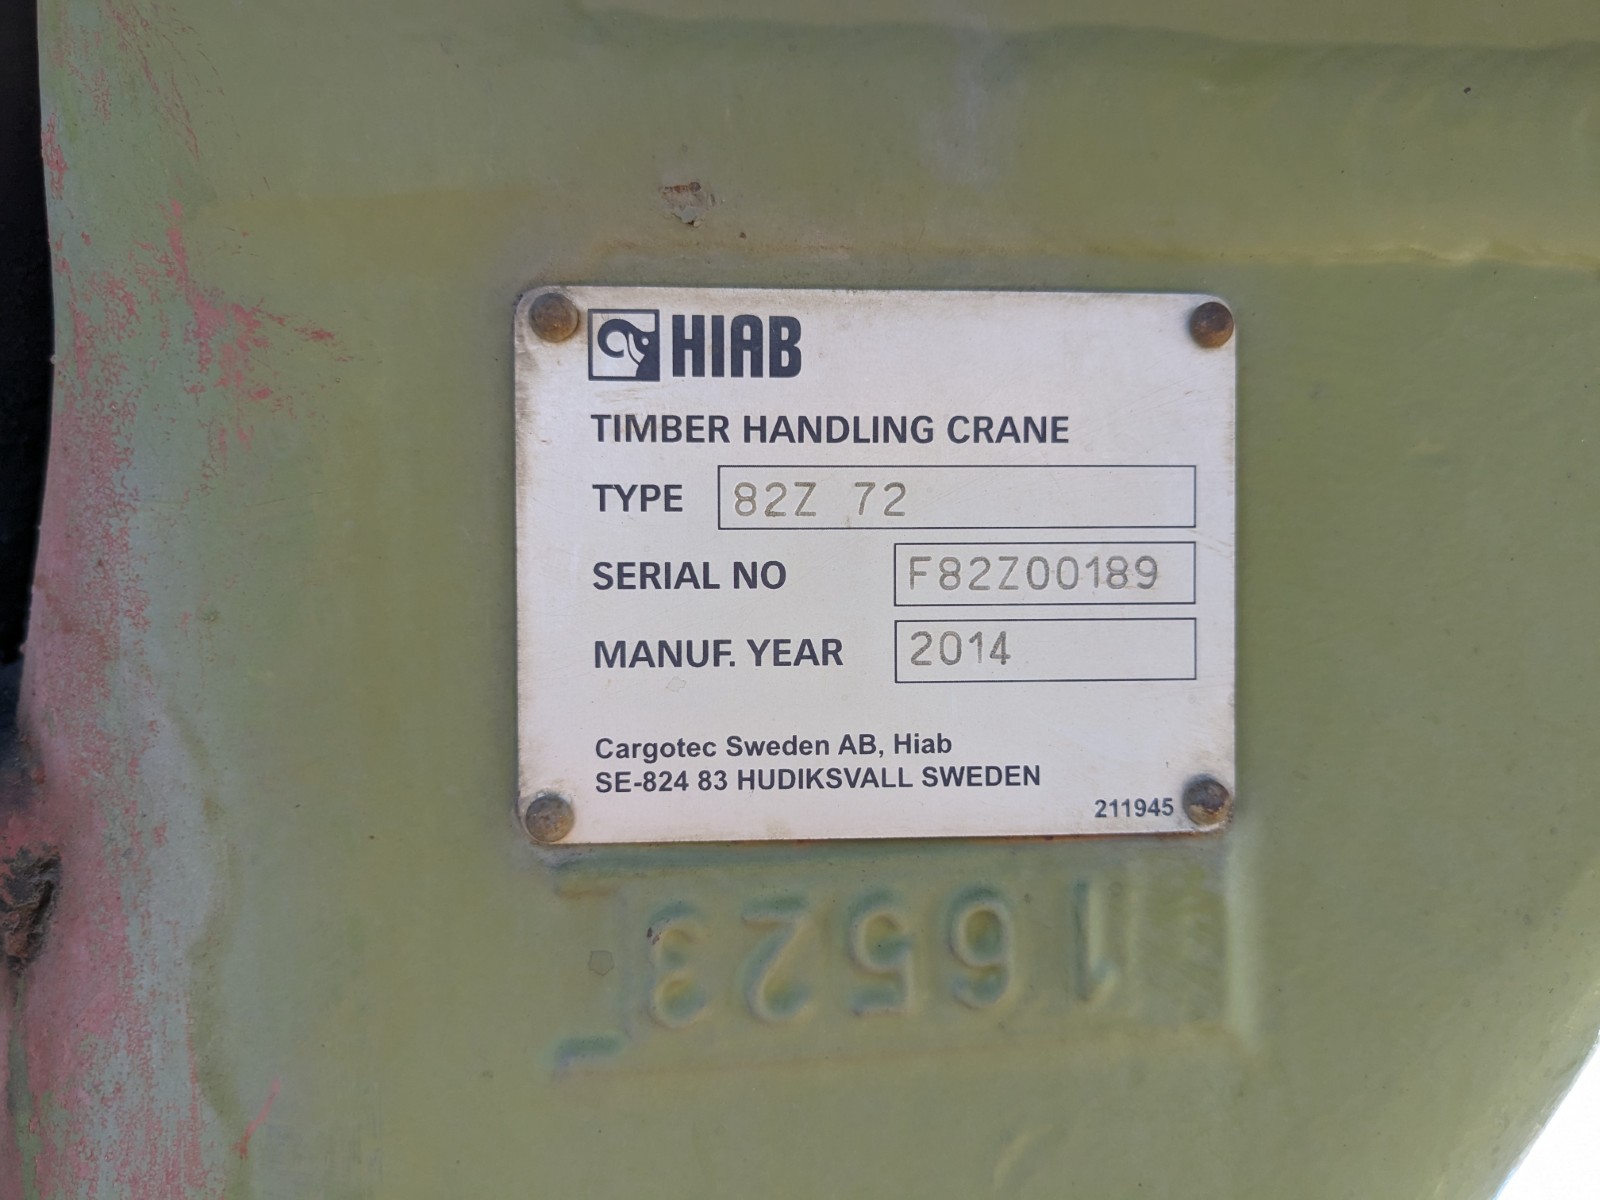 HIAB
TIMBER HANDLING CRANE
TYPE 82Z 72
SERIAL NO F82Z00189
MANUF. YEAR 2014
Cargotec Sweden AB, Hiab
SE-824 83 HUDIKSVALL SWEDEN
211945
16523